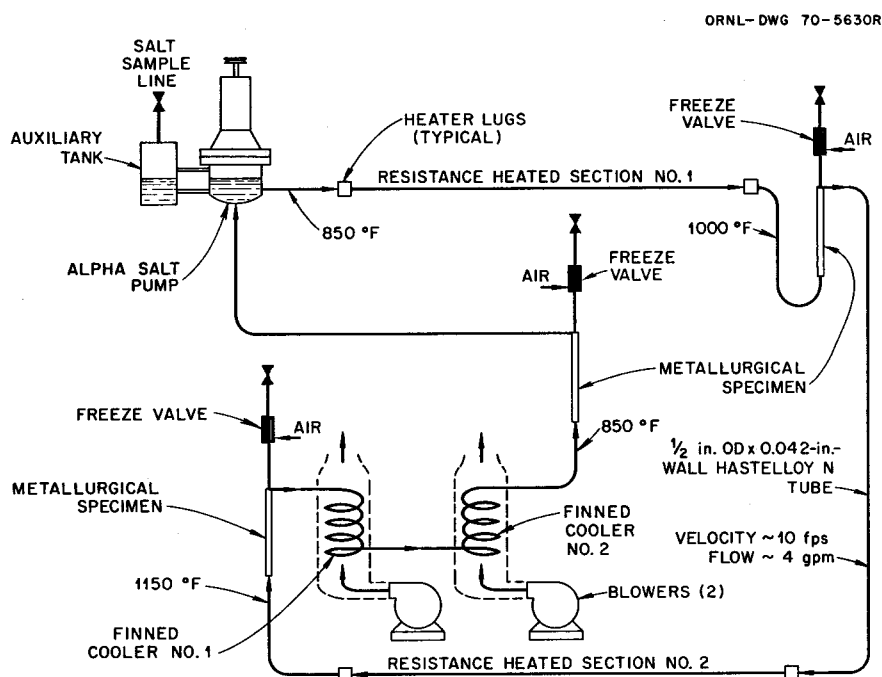 ORNL-DWG 70-5630R
SALT
SAMPLE
LINE
AUXILIARY
TANK
ALPHA SALT
PUMP
HEATER LUGS
(TYPICAL)
RESISTANCE HEATED SECTION NO. 1
850 °F
FREEZE
VALVE
AIR
1000 °F
FREEZE
VALVE
AIR
METALLURGICAL
SPECIMEN
FREEZE VALVE
AIR
850 °F
1/2 in. OD x 0.042-in.-
WALL HASTELLOY N
TUBE
METALLURGICAL
SPECIMEN
FINNED
COOLER
NO. 2
VELOCITY ~ 10 fps
FLOW ~ 4 gpm
1150 °F
BLOWERS (2)
FINNED
COOLER NO. 1
RESISTANCE HEATED SECTION NO. 2